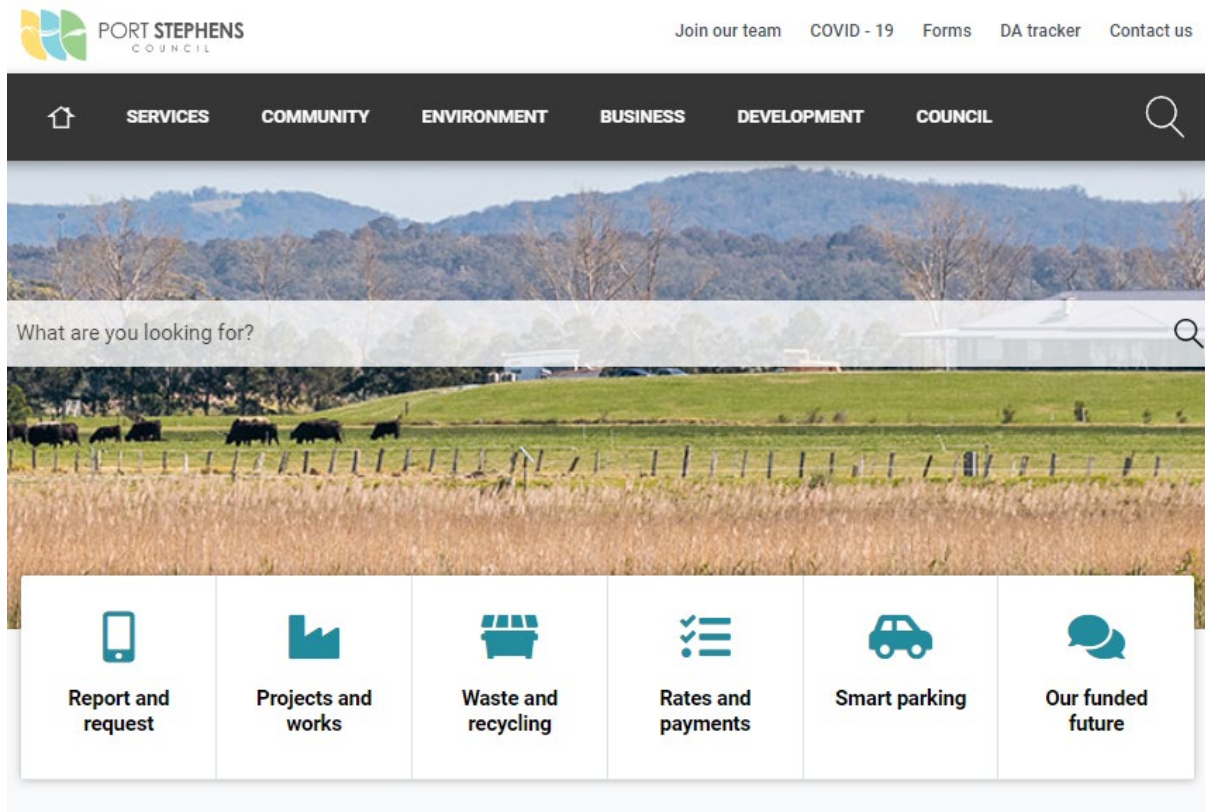 PORT STEPHENS
COUNCIL
Join our team COVID - 19 Forms DA tracker Contact us
SERVICES COMMUNITY ENVIRONMENT BUSINESS DEVELOPMENT COUNCIL
What are you looking for?
Report and
request
Projects and
works
Waste and
recycling
Rates and
payments
Smart parking
Our funded
future